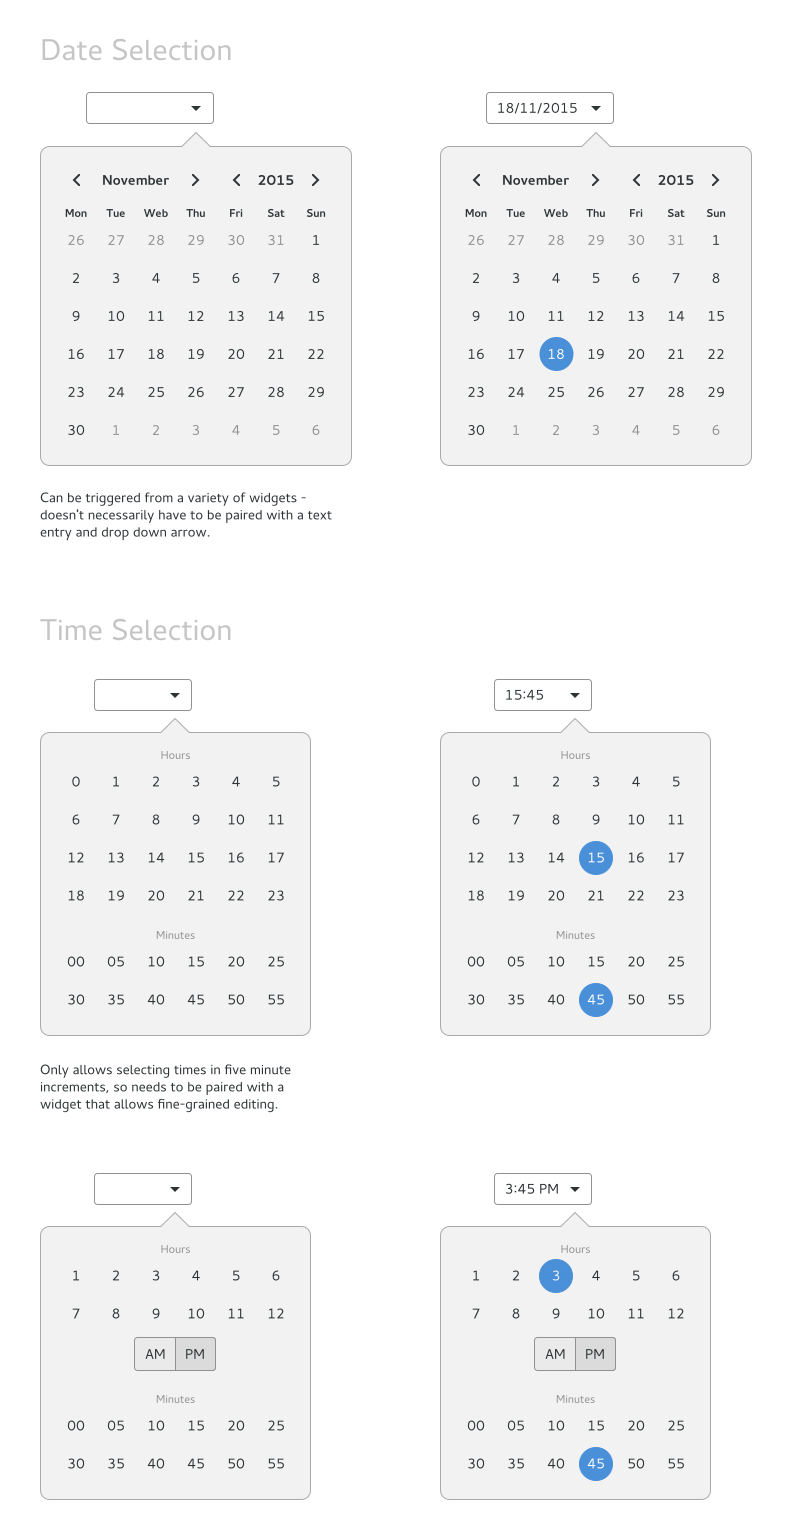 Date Selection
18/11/2015
November 2015
Mon Tue Web Thu Fri Sat Sun
26 27 28 29 30 31 1
2 3 4 5 6 7 8
9 10 11 12 13 14 15
16 17 18 19 20 21 22
23 24 25 26 27 28 29
30 1 2 3 4 5 6
November 2015
Mon Tue Web Thu Fri Sat Sun
26 27 28 29 30 31 1
2 3 4 5 6 7 8
9 10 11 12 13 14 15
16 17 18 19 20 21 22
23 24 25 26 27 28 29
30 1 2 3 4 5 6
Can be triggered from a variety of widgets -
doesn't necessarily have to be paired with a text
entry and drop down arrow.
Time Selection
Hours
0 1 2 3 4 5
6 7 8 9 10 11
12 13 14 15 16 17
18 19 20 21 22 23
Minutes
00 05 10 15 20 25
30 35 40 45 50 55
15:45
Hours
0 1 2 3 4 5
6 7 8 9 10 11
12 13 14 15 16 17
18 19 20 21 22 23
Minutes
00 05 10 15 20 25
30 35 40 45 50 55
Only allows selecting times in five minute
increments, so needs to be paired with a
widget that allows fine-grained editing.
Hours
1 2 3 4 5 6
7 8 9 10 11 12
AM PM
Minutes
00 05 10 15 20 25
30 35 40 45 50 55
3:45 PM
Hours
1 2 3 4 5 6
7 8 9 10 11 12
AM PM
Minutes
00 05 10 15 20 25
30 35 40 45 50 55